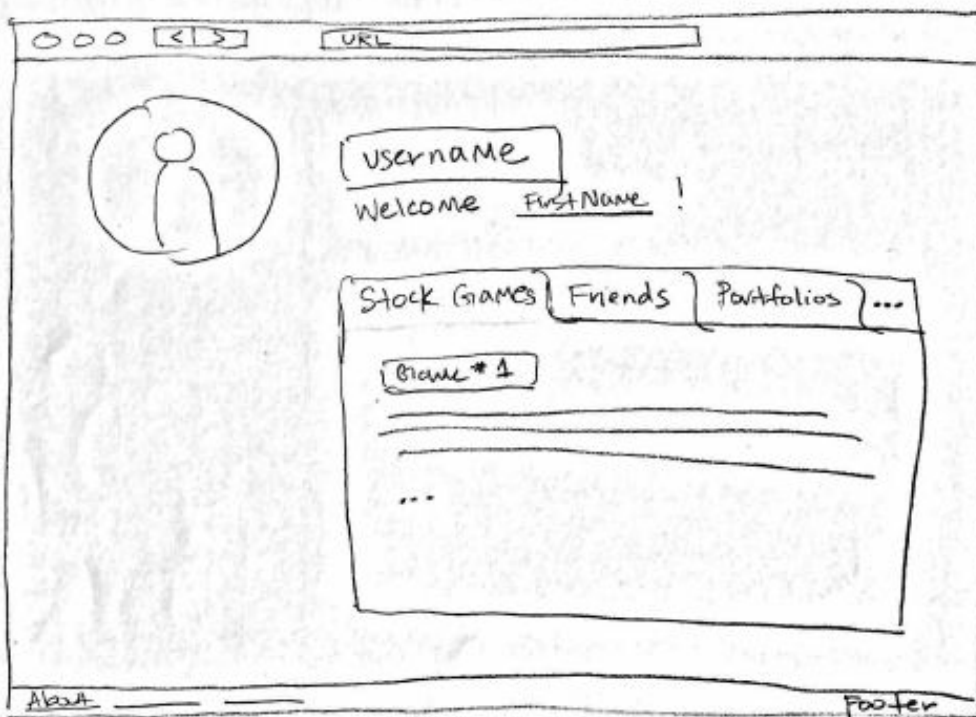 URL
username
Welcome FirstName !
Stock Games Friends Portfolios ...
Game #1
...
About Footer